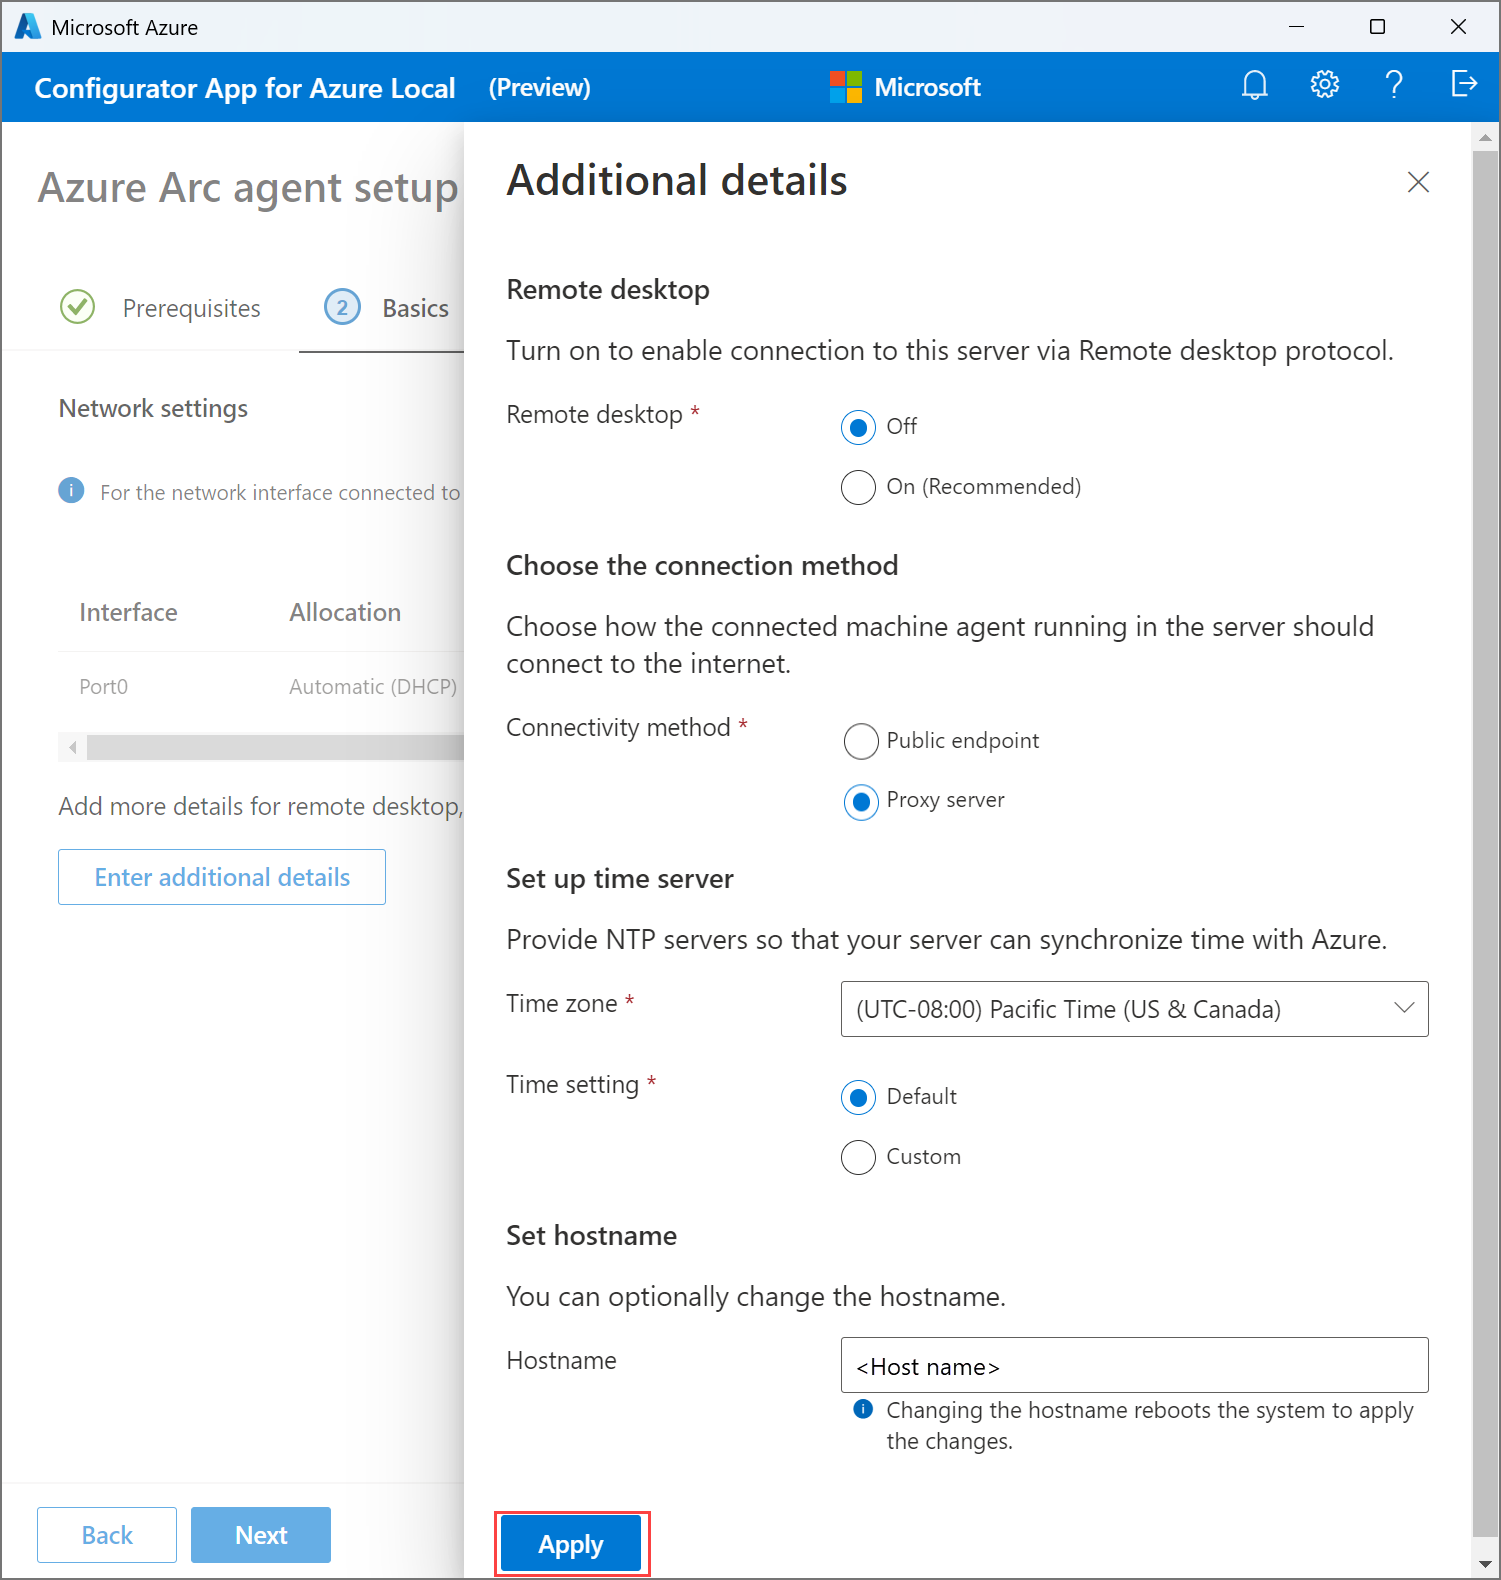 Microsoft Azure
Configurator App for Azure Local (Preview)
Microsoft
Azure Arc agent setup
Prerequisites
2 Basics
Network settings
For the network interface connected to
Interface Allocation
Port0 Automatic (DHCP)
Add more details for remote desktop,
Enter additional details
Back
Next
Additional details
Remote desktop
Turn on to enable connection to this server via Remote desktop protocol.
Remote desktop *
Off
On (Recommended)
Choose the connection method
Choose how the connected machine agent running in the server should
connect to the internet.
Connectivity method *
Public endpoint
Proxy server
Set up time server
Provide NTP servers so that your server can synchronize time with Azure.
Time zone *
(UTC-08:00) Pacific Time (US & Canada)
Time setting *
Default
Custom
Set hostname
You can optionally change the hostname.
Hostname
<Host name>
Changing the hostname reboots the system to apply
the changes.
Apply